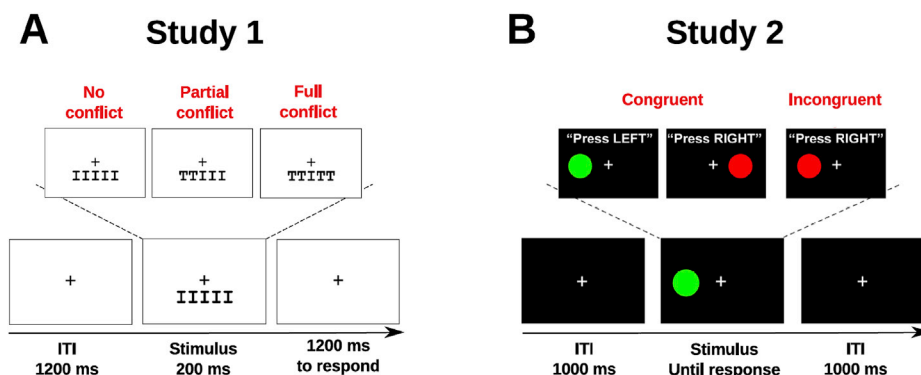 A
Study 1
No
conflict
Partial
conflict
Full
conflict
+
IIIII
+
TTIII
+
TTITT
+
+
IIIII
+
ITI
1200 ms
Stimulus
200 ms
1200 ms
to respond
B
Study 2
Congruent
Incongruent
“Press LEFT”
+
“Press RIGHT”
+
“Press RIGHT”
+
+
+
+
ITI
1000 ms
Stimulus
Until response
ITI
1000 ms